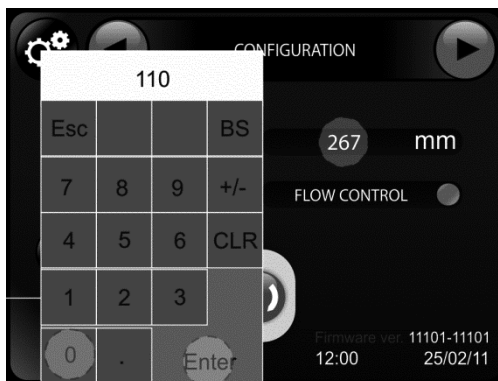 CONFIGURATION
110
Esc BS
267 mm
7 8 9 +/-
FLOW CONTROL
4 5 6 CLR
1 2 3
0 . Enter
Firmware ver. 11101-11101
12:00 25/02/11